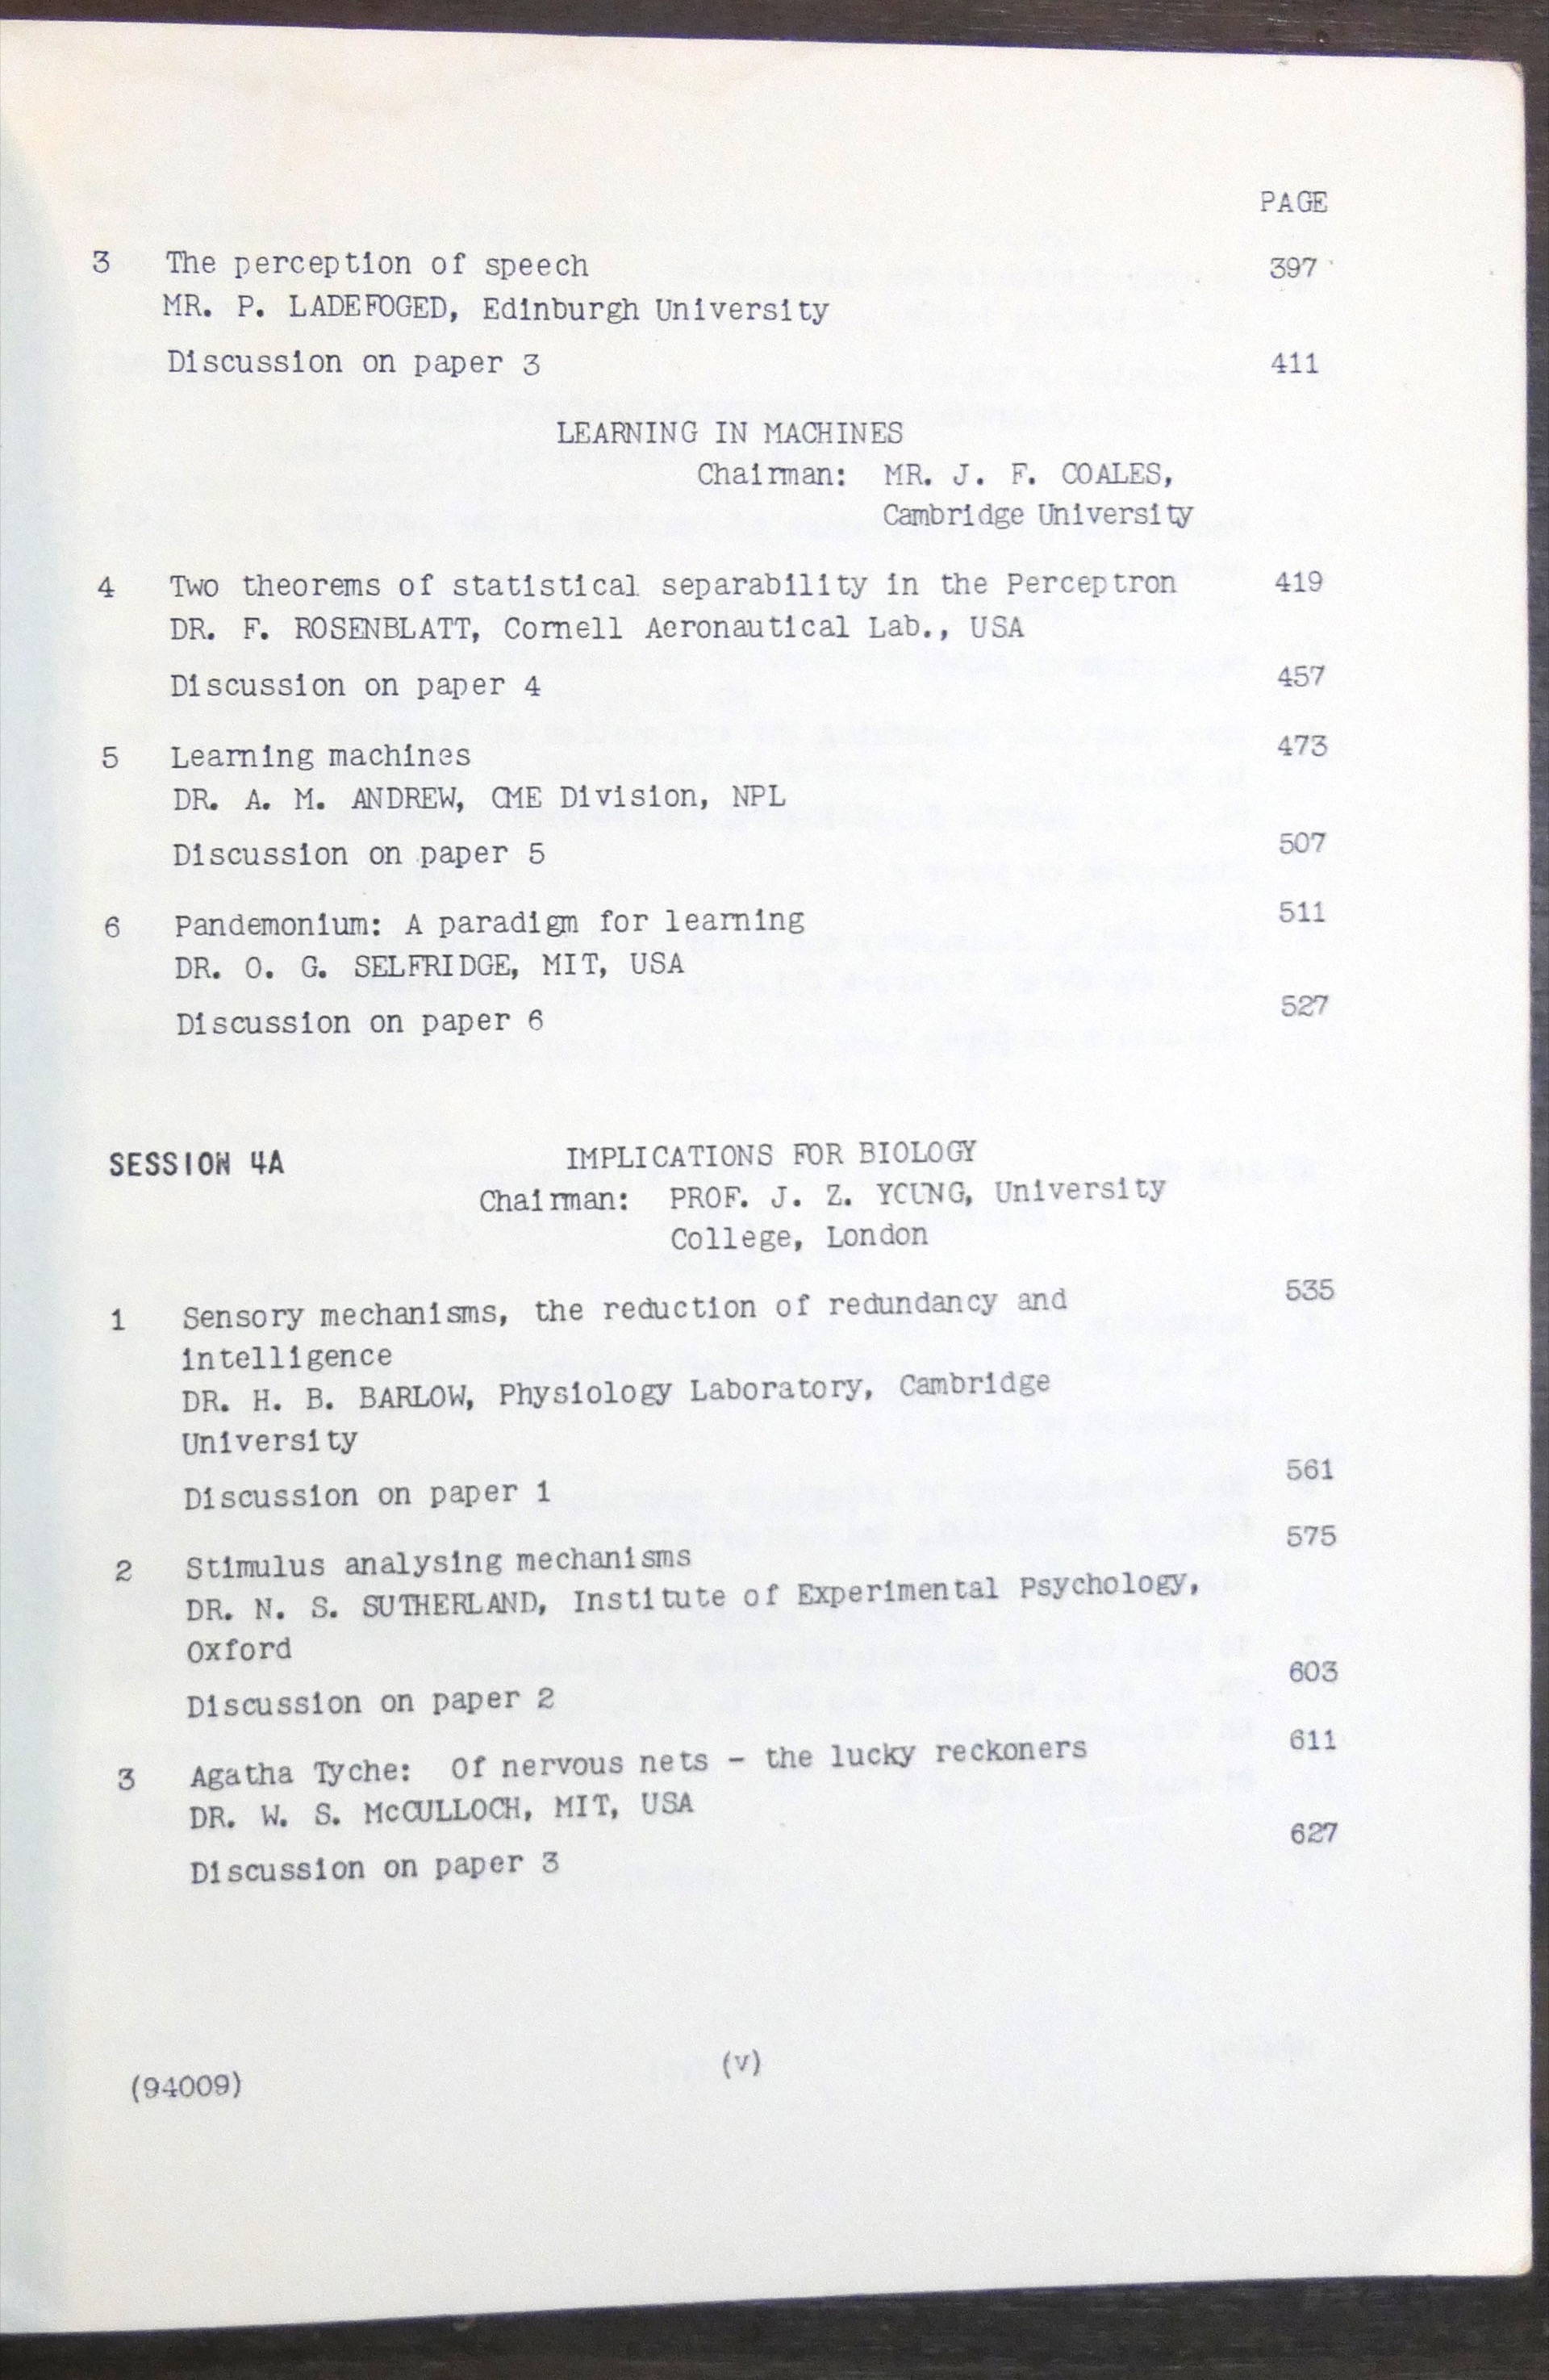 PAGE
3 The perception of speech 397
MR. P. LADEFOGED, Edinburgh University
Discussion on paper 3 411
LEARNING IN MACHINES
Chairman: MR. J. F. COALES,
Cambridge University
4 Two theorems of statistical separability in the Perceptron 419
DR. F. ROSENBLATT, Cornell Aeronautical Lab., USA
Discussion on paper 4 457
5 Learning machines 473
DR. A. M. ANDREW, CME Division, NPL
Discussion on paper 5 507
6 Pandemonium: A paradigm for learning 511
DR. O. G. SELFRIDGE, MIT, USA
Discussion on paper 6 527
SESSION 4A IMPLICATIONS FOR BIOLOGY
Chairman: PROF. J. Z. YOUNG, University
College, London
1 Sensory mechanisms, the reduction of redundancy and 535
intelligence
DR. H. B. BARLOW, Physiology Laboratory, Cambridge
University
Discussion on paper 1 561
2 Stimulus analysing mechanisms 575
DR. N. S. SUTHERLAND, Institute of Experimental Psychology,
Oxford
Discussion on paper 2 603
3 Agatha Tyche: Of nervous nets - the lucky reckoners 611
DR. W. S. McCULLOCH, MIT, USA
Discussion on paper 3 627
(94009) (v)